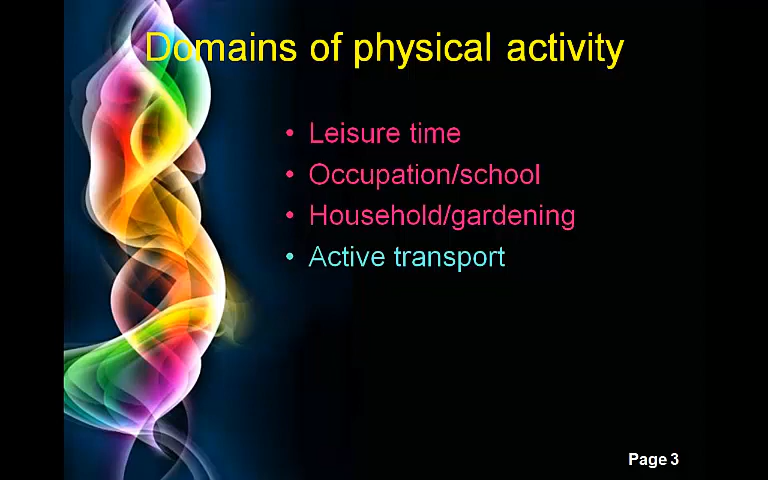 Domains of physical activity
• Leisure time
• Occupation/school
• Household/gardening
• Active transport
Page 3